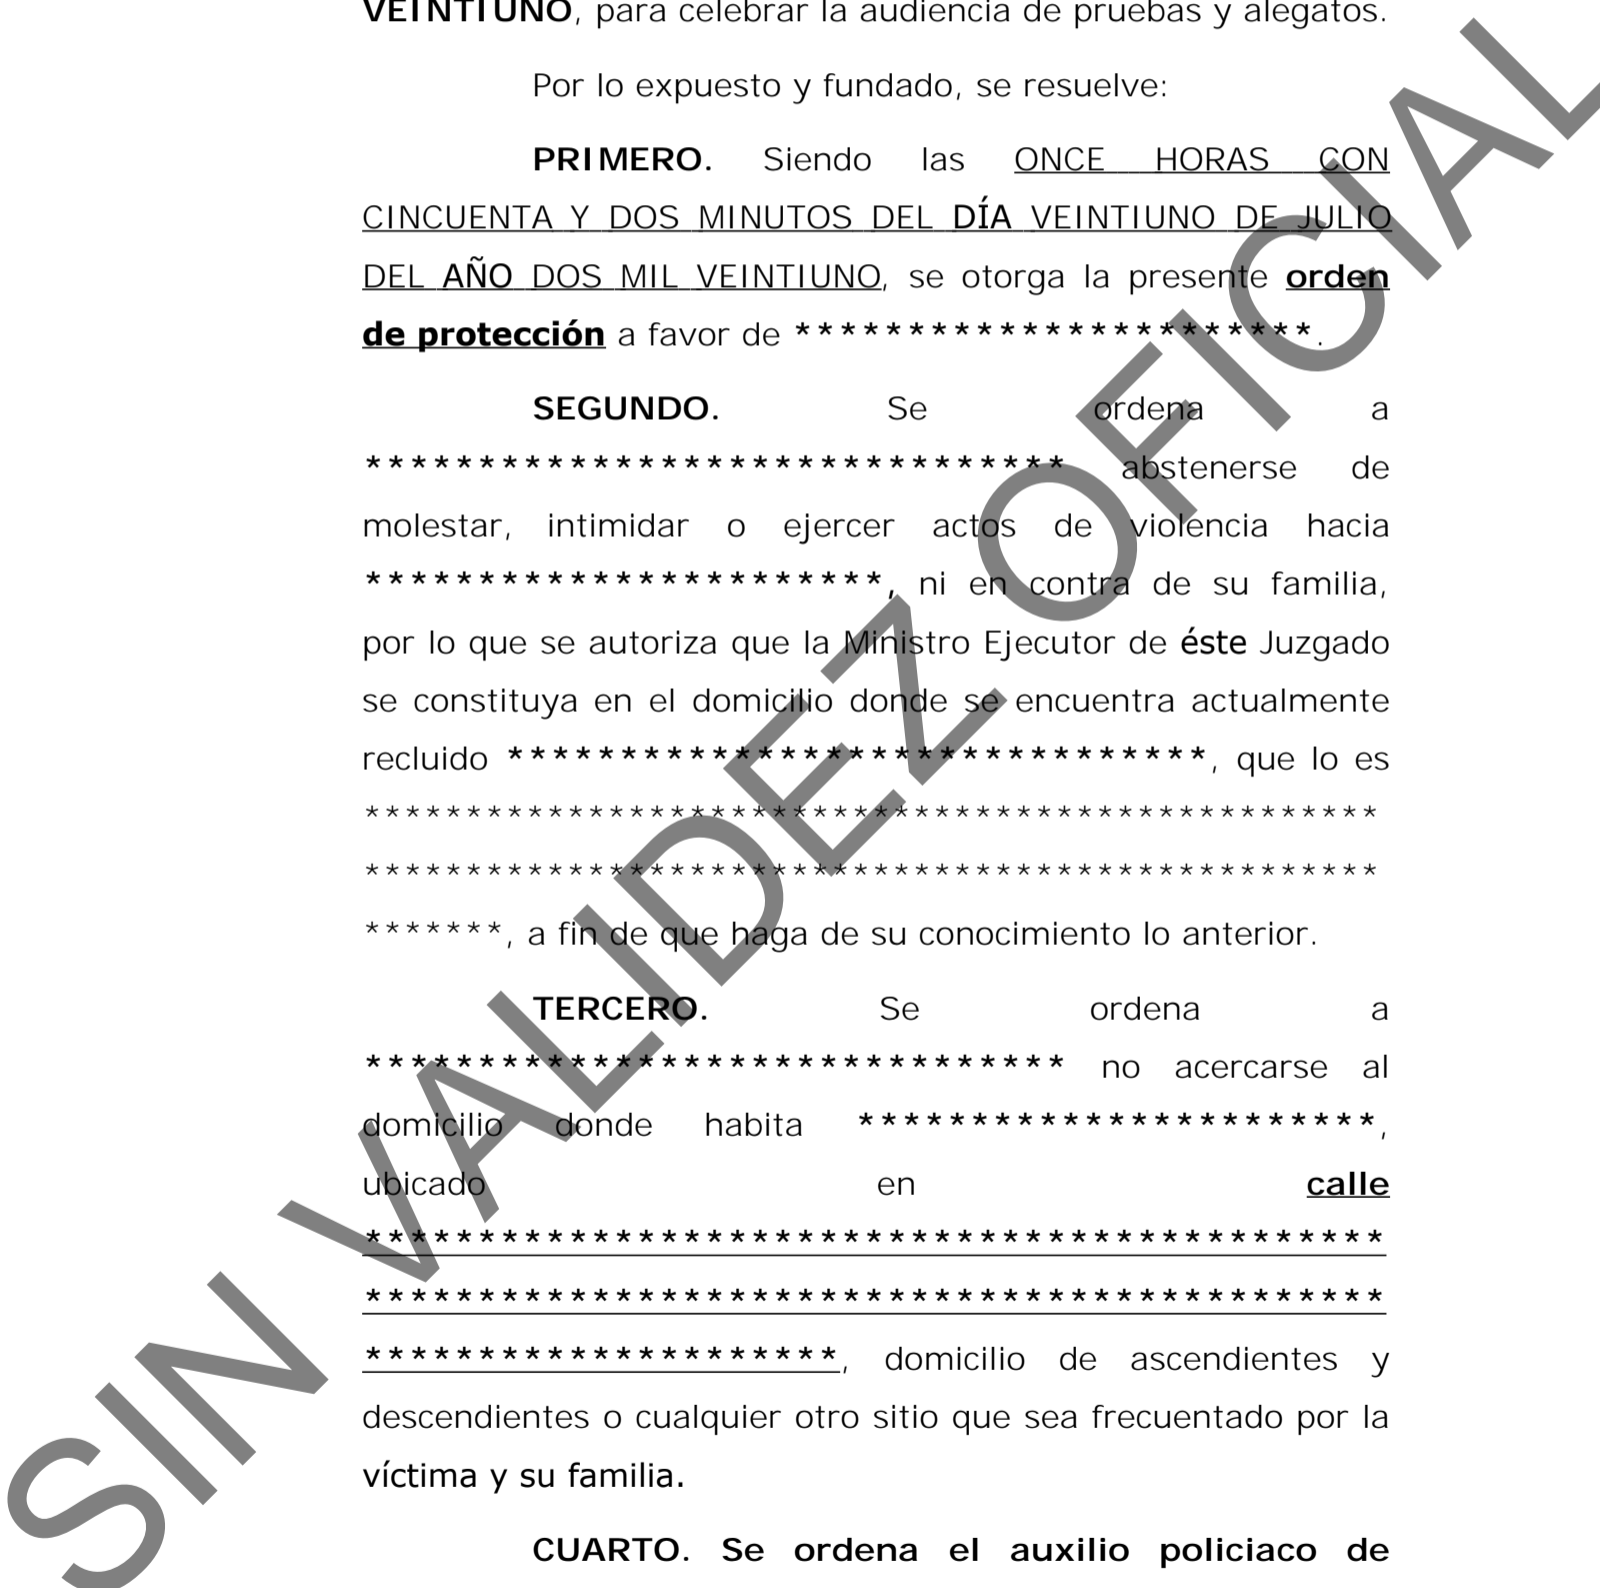 VEINTIUNO, para celebrar la audiencia de pruebas y alegatos.
Por lo expuesto y fundado, se resuelve:
PRIMERO. Siendo las ONCE HORAS CON
CINCUENTA Y DOS MINUTOS DEL DÍA VEINTIUNO DE JULIO
DEL AÑO DOS MIL VEINTIUNO, se otorga la presente orden
de protección a favor de ***********************.
SEGUNDO. Se ordena a
******************************* abstenerse de
molestar, intimidar o ejercer actos de violencia hacia
***********************, ni en contra de su familia,
por lo que se autoriza que la Ministro Ejecutor de éste Juzgado
se constituya en el domicilio donde se encuentra actualmente
recluido *******************************, que lo es
**************************************************
**************************************************
*******, a fin de que haga de su conocimiento lo anterior.
TERCERO. Se ordena a
******************************* no acercarse al
domicilio donde habita ***********************,
ubicado en calle
*********************************************
*********************************************
*********************, domicilio de ascendientes y
descendientes o cualquier otro sitio que sea frecuentado por la
víctima y su familia.
CUARTO. Se ordena el auxilio policiaco de
SIN VALIDEZ OFICIAL